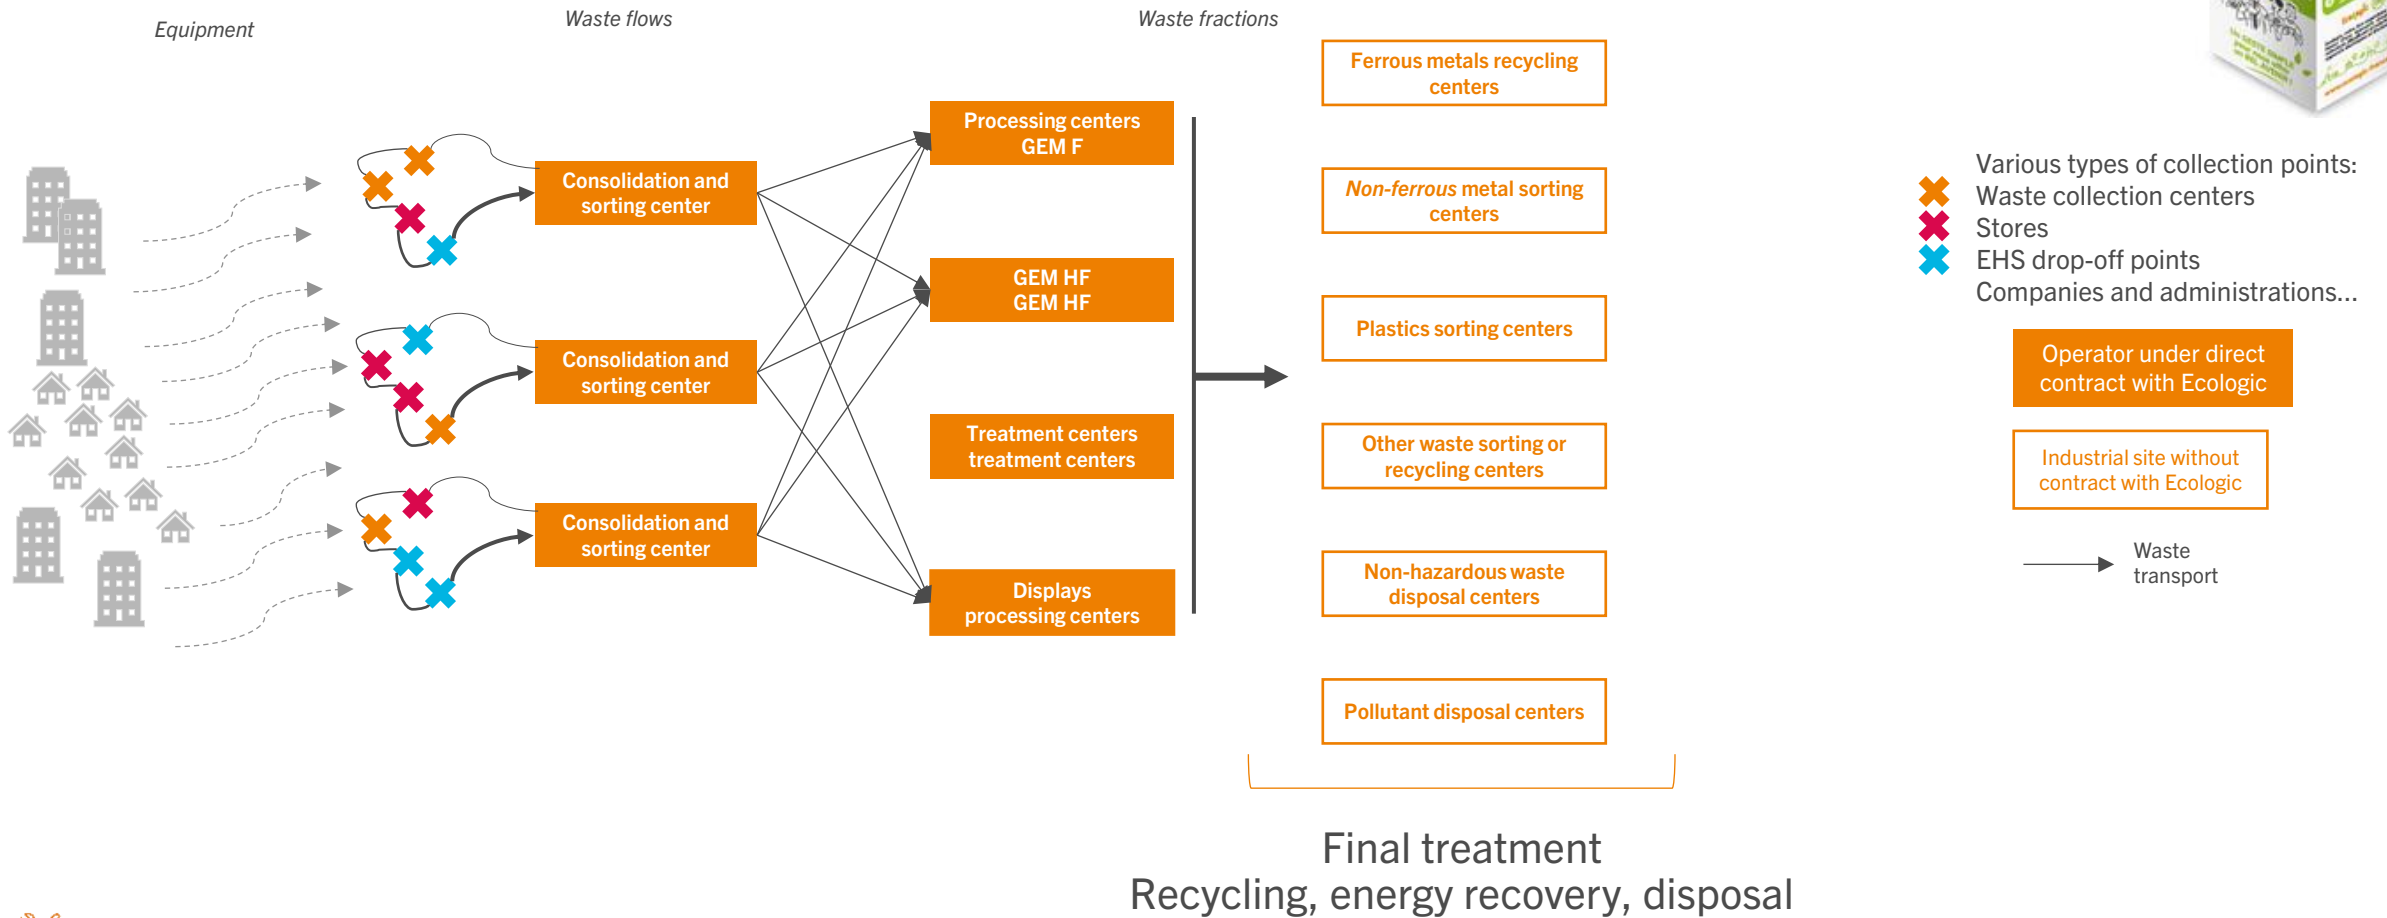 Equipment
Waste flows
Waste fractions
Consolidation and
sorting center
Consolidation and
sorting center
Consolidation and
sorting center
Processing centers
GEM F
GEM HF
GEM HF
Treatment centers
treatment centers
Displays
processing centers
Ferrous metals recycling
centers
Non-ferrous metal sorting
centers
Plastics sorting centers
Other waste sorting or
recycling centers
Non-hazardous waste
disposal centers
Pollutant disposal centers
Final treatment
Recycling, energy recovery, disposal
Various types of collection points:
Waste collection centers
Stores
EHS drop-off points
Companies and administrations...
Operator under direct
contract with Ecologic
Industrial site without
contract with Ecologic
Waste
transport